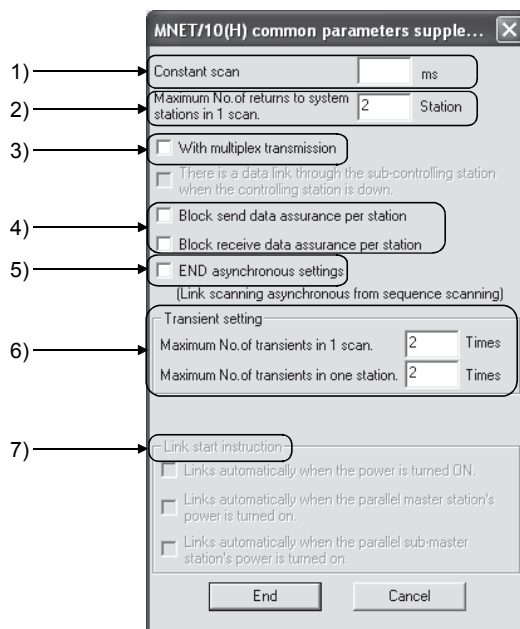 MNET/10(H) common parameters supple...
1)
Constant scan ms
2)
Maximum No.of returns to system
stations in 1 scan. 2 Station
3)
With multiplex transmission
There is a data link through the sub-controlling station
when the controlling station is down.
4)
Block send data assurance per station
Block receive data assurance per station
5)
END asynchronous settings
(Link scanning asynchronous from sequence scanning)
6)
Transient setting
Maximum No.of transients in 1 scan. 2 Times
Maximum No.of transients in one station. 2 Times
7)
Link start instruction
Links automatically when the power is turned ON.
Links automatically when the parallel master station's
power is turned on.
Links automatically when the parallel sub-master
station's power is turned on.
End Cancel